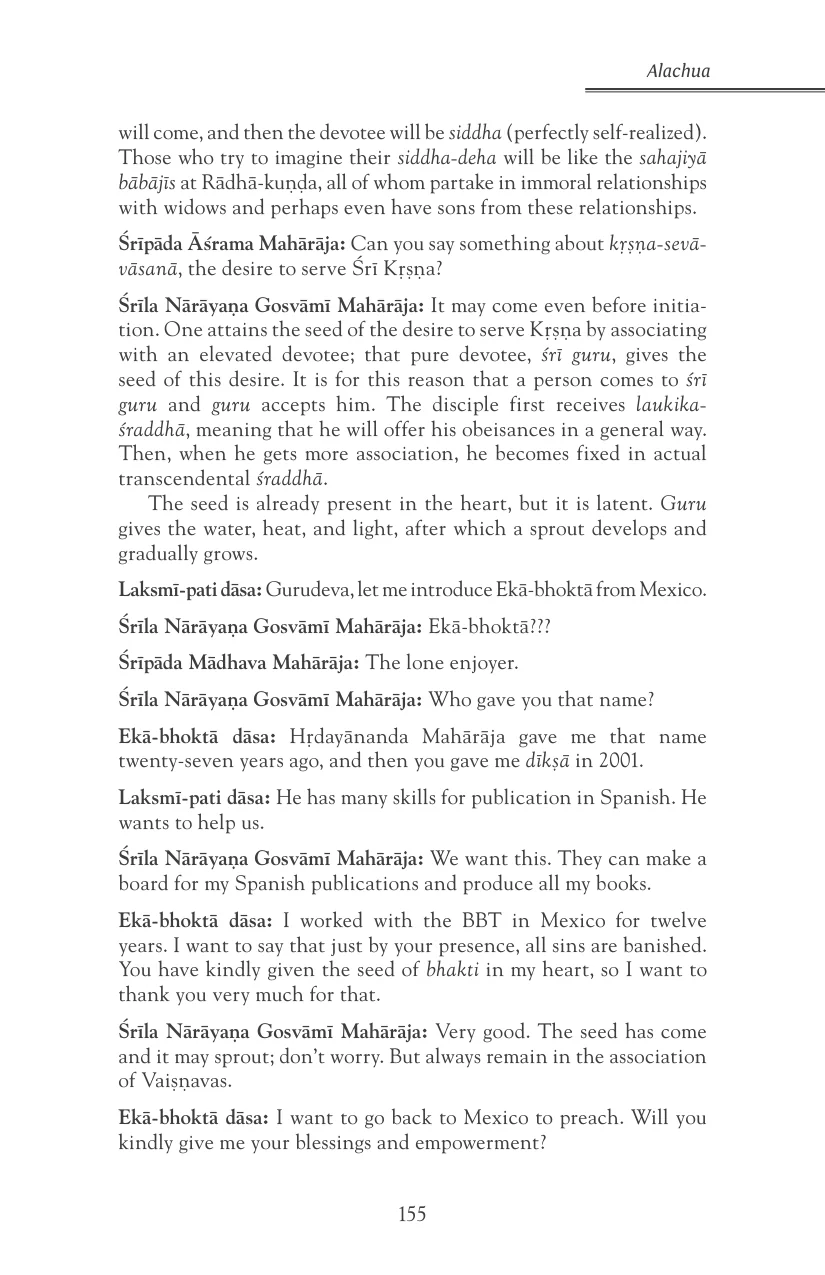 Alachua
will come, and then the devotee will be siddha (perfectly self-realized).
Those who try to imagine their siddha-deha will be like the sahajiyā
bābājīs at Rādhā-kuṇḍa, all of whom partake in immoral relationships
with widows and perhaps even have sons from these relationships.
Śrīpāda Āśrama Mahārāja: Can you say something about kṛṣṇa-sevā-
vāsanā, the desire to serve Śrī Kṛṣṇa?
Śrīla Nārāyaṇa Gosvāmī Mahārāja: It may come even before initia-
tion. One attains the seed of the desire to serve Kṛṣṇa by associating
with an elevated devotee; that pure devotee, śrī guru, gives the
seed of this desire. It is for this reason that a person comes to śrī
guru and guru accepts him. The disciple first receives laukika-
śraddhā, meaning that he will offer his obeisances in a general way.
Then, when he gets more association, he becomes fixed in actual
transcendental śraddhā.
The seed is already present in the heart, but it is latent. Guru
gives the water, heat, and light, after which a sprout develops and
gradually grows.
Laksmī-pati dāsa: Gurudeva, let me introduce Ekā-bhoktā from Mexico.
Śrīla Nārāyaṇa Gosvāmī Mahārāja: Ekā-bhoktā???
Śrīpāda Mādhava Mahārāja: The lone enjoyer.
Śrīla Nārāyaṇa Gosvāmī Mahārāja: Who gave you that name?
Ekā-bhoktā dāsa: Hṛdayānanda Mahārāja gave me that name
twenty-seven years ago, and then you gave me dīkṣā in 2001.
Laksmī-pati dāsa: He has many skills for publication in Spanish. He
wants to help us.
Śrīla Nārāyaṇa Gosvāmī Mahārāja: We want this. They can make a
board for my Spanish publications and produce all my books.
Ekā-bhoktā dāsa: I worked with the BBT in Mexico for twelve
years. I want to say that just by your presence, all sins are banished.
You have kindly given the seed of bhakti in my heart, so I want to
thank you very much for that.
Śrīla Nārāyaṇa Gosvāmī Mahārāja: Very good. The seed has come
and it may sprout; don’t worry. But always remain in the association
of Vaiṣṇavas.
Ekā-bhoktā dāsa: I want to go back to Mexico to preach. Will you
kindly give me your blessings and empowerment?
155